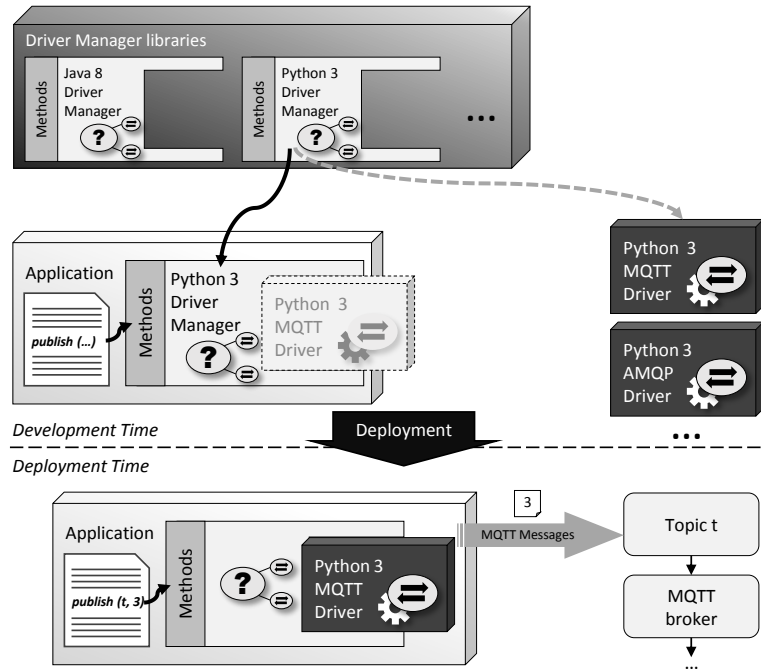 Driver Manager libraries
Methods
Java 8
Driver
Manager
?
Methods
Python 3
Driver
Manager
?
...
Application
publish (...)
Methods
Python 3
Driver
Manager
?
Python 3
MQTT
Driver
Python 3
MQTT
Driver
Python 3
AMQP
Driver
...
Development Time
Deployment
Deployment Time
Application
publish (t, 3)
Methods
?
Python 3
MQTT
Driver
3
MQTT Messages
Topic t
MQTT
broker
...